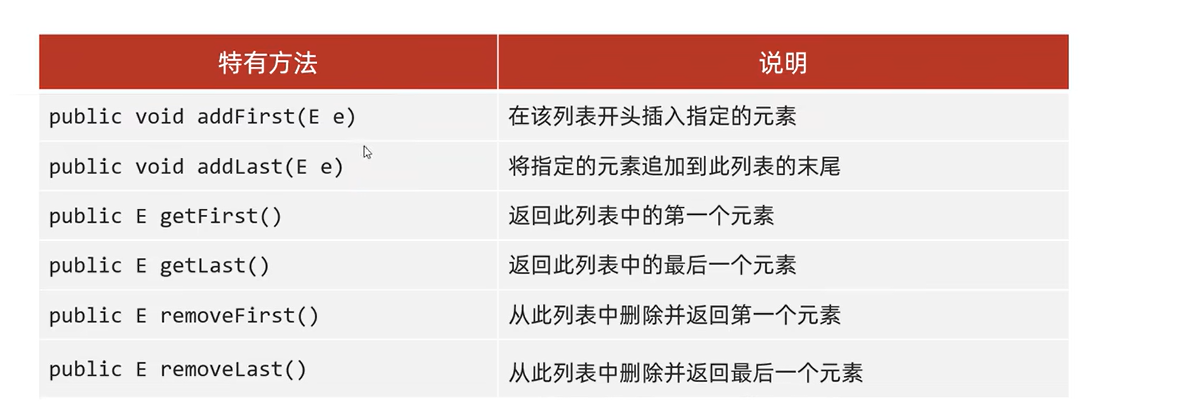 特有方法 说明
public void addFirst(E e) 在该列表开头插入指定的元素
public void addLast(E e) 将指定的元素追加到此列表的末尾
public E getFirst() 返回此列表中的第一个元素
public E getLast() 返回此列表中的最后一个元素
public E removeFirst() 从此列表中删除并返回第一个元素
public E removeLast() 从此列表中删除并返回最后一个元素